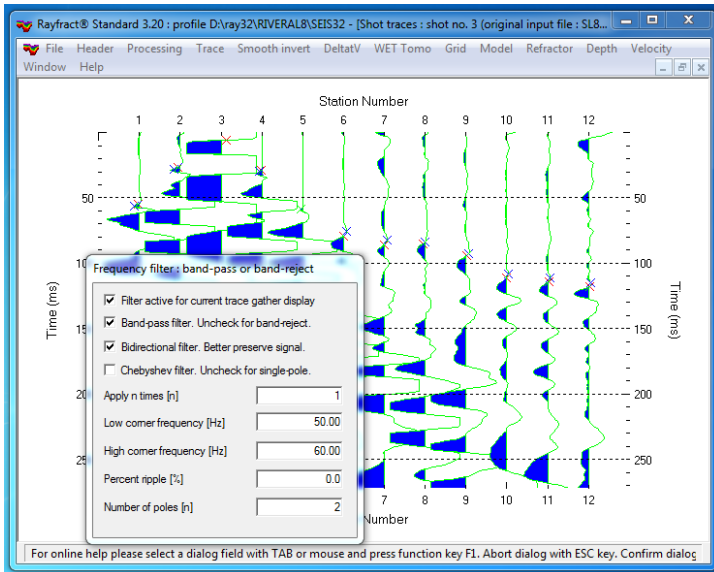 Rayfract® Standard 3.20 : profile D:\ray32\RIVERAL8\SEIS32 - [Shot traces : shot no. 3 (original input file : SL8...
File Header Processing Trace Smooth invert DeltatV WET Tomo Grid Model Refractor Depth Velocity
Window Help
Station Number
1 2 3 4 5 6 7 8 9 10 11 12
50 50
100 100
150 150
200 200
250 250
Time (ms)
Time (ms)
Frequency filter : band-pass or band-reject
Filter active for current trace gather display
Band-pass filter. Uncheck for band-reject.
Bidirectional filter. Better preserve signal.
Chebyshev filter. Uncheck for single-pole.
Apply n times [n] 1
Low corner frequency [Hz] 50.00
High corner frequency [Hz] 60.00
Percent ripple [%] 0.0
Number of poles [n] 2
7 8 9 10 11 12
Number
For online help please select a dialog field with TAB or mouse and press function key F1. Abort dialog with ESC key. Confirm dialog